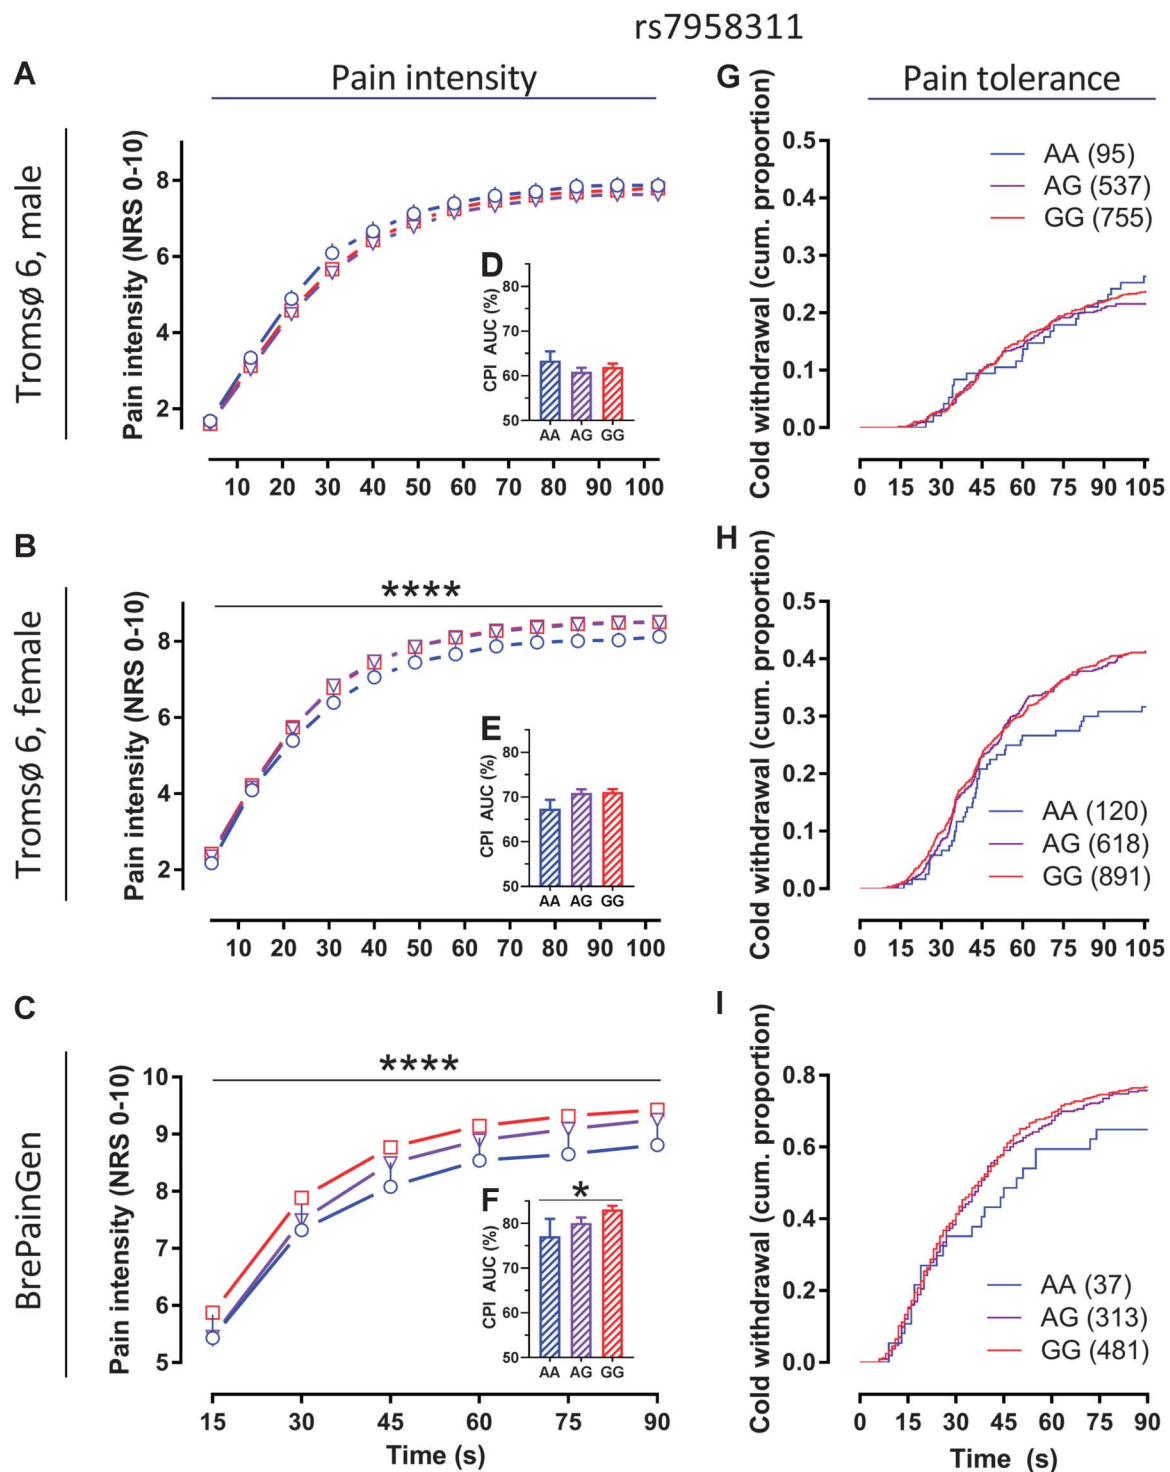 rs7958311
A
Pain intensity
G
Pain tolerance
Tromsø 6, male
Pain intensity (NRS 0-10)
8
6
4
2
10 20 30 40 50 60 70 80 90 100
D
CPI AUC (%)
80
70
60
50
AA AG GG
Cold withdrawal (cum. proportion)
0.5
0.4
0.3
0.2
0.1
0.0
AA (95)
AG (537)
GG (755)
0 15 30 45 60 75 90 105
B
Tromsø 6, female
Pain intensity (NRS 0-10)
8
6
4
2
****
10 20 30 40 50 60 70 80 90 100
E
CPI AUC (%)
80
70
60
50
AA AG GG
H
Cold withdrawal (cum. proportion)
0.5
0.4
0.3
0.2
0.1
0.0
AA (120)
AG (618)
GG (891)
0 15 30 45 60 75 90 105
C
BrePainGen
Pain intensity (NRS 0-10)
10
9
8
7
6
5
****
15 30 45 60 75 90
Time (s)
F
*
CPI AUC (%)
80
70
60
50
AA AG GG
I
Cold withdrawal (cum. proportion)
0.8
0.6
0.4
0.2
0.0
AA (37)
AG (313)
GG (481)
0 15 30 45 60 75 90
Time (s)